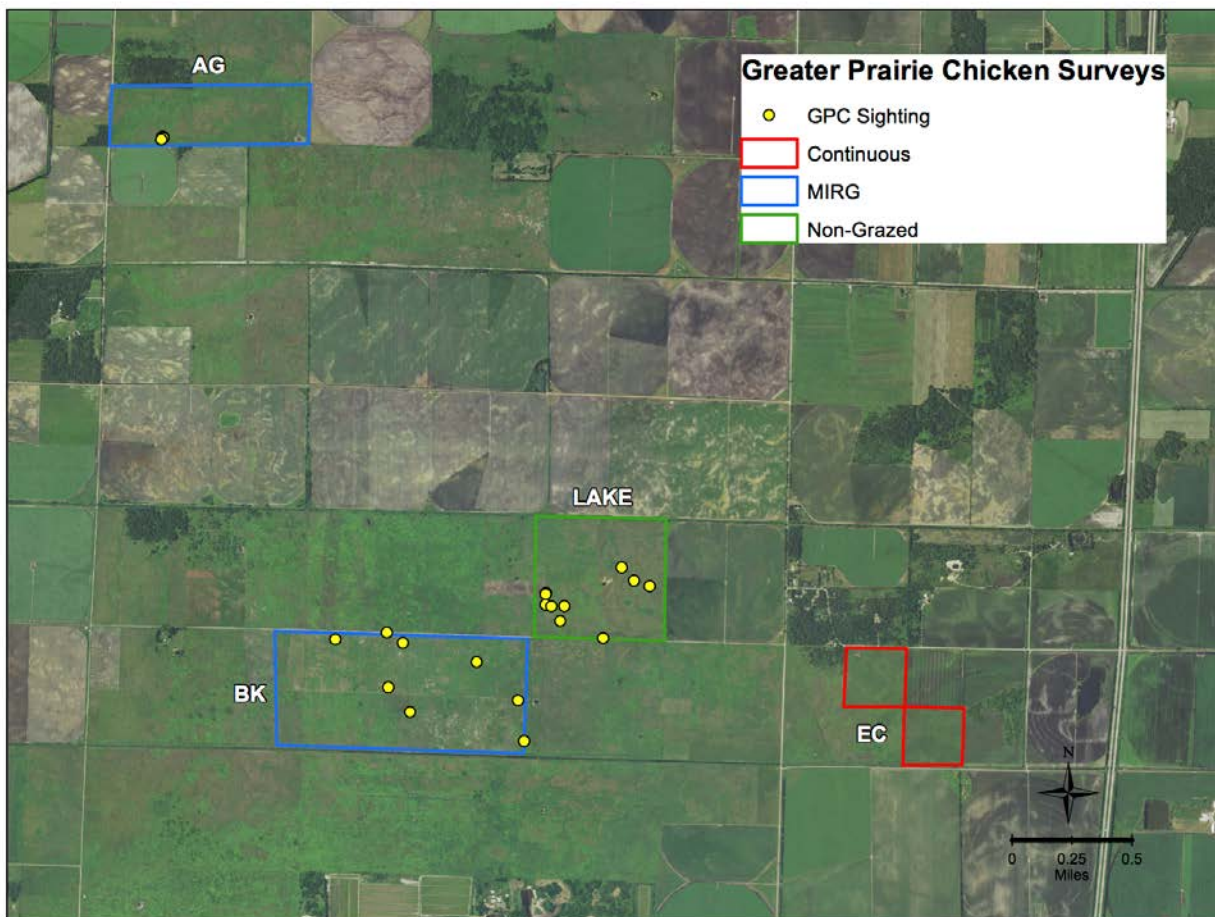 AG
Greater Prairie Chicken Surveys
GPC Sighting
Continuous
MIRG
Non-Grazed
LAKE
BK
EC
N
0 0.25 0.5
Miles